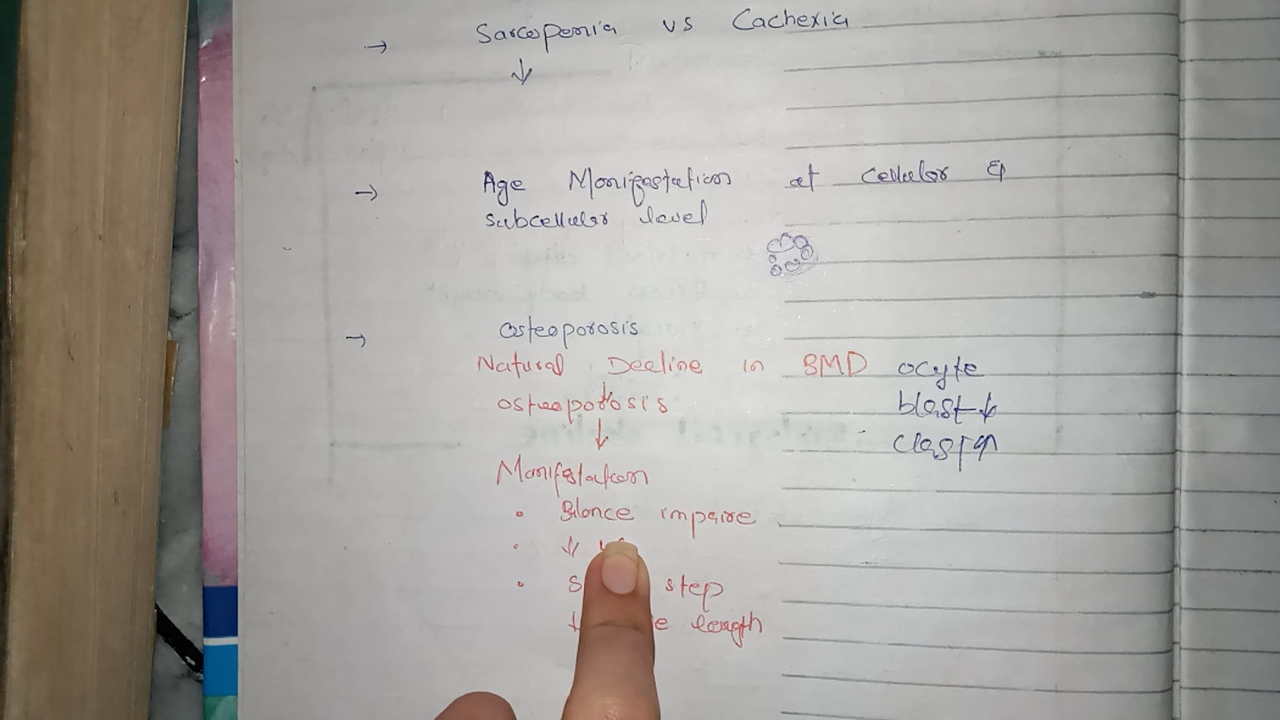 → Sarcopenia vs Cachexia
↓
→ Age Manifestation at cellular &
subcellular level
→ Osteoporosis
Natural Decline in BMD ocyte
↓
osteoporosis blast ↓
↓ clast ↑
Manifestation
• Blance impaire
• ↓
• step
length